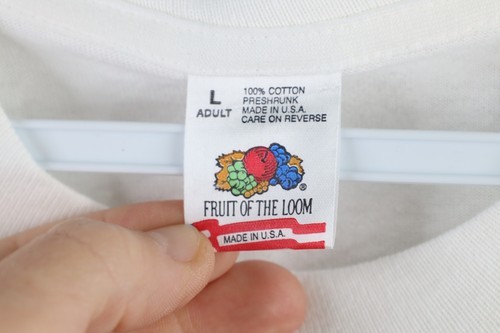 L
ADULT
100% COTTON
PRESHRUNK
MADE IN U.S.A.
CARE ON REVERSE
®
FRUIT OF THE LOOM
MADE IN U.S.A.